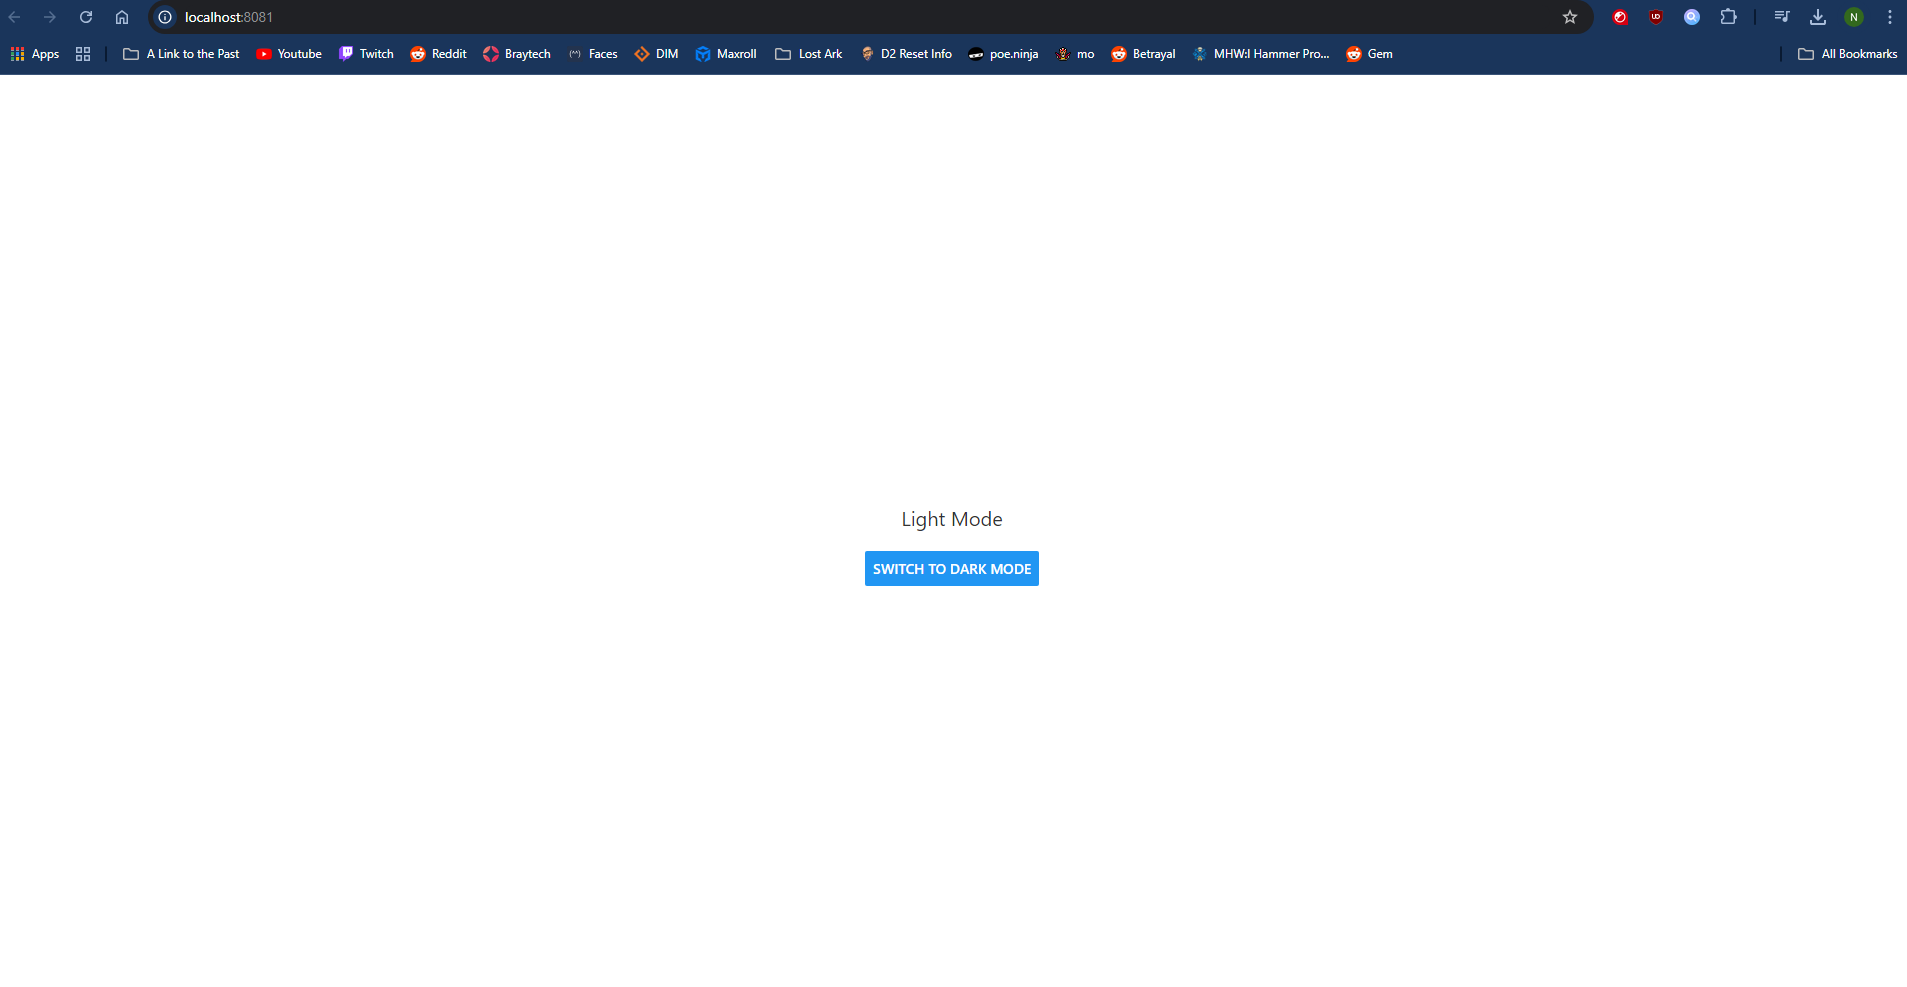 localhost:8081
N
Apps A Link to the Past Youtube Twitch Reddit Braytech Faces DIM Maxroll Lost Ark D2 Reset Info poe.ninja mo Betrayal MHW:I Hammer Pro... Gem All Bookmarks
Light Mode
SWITCH TO DARK MODE